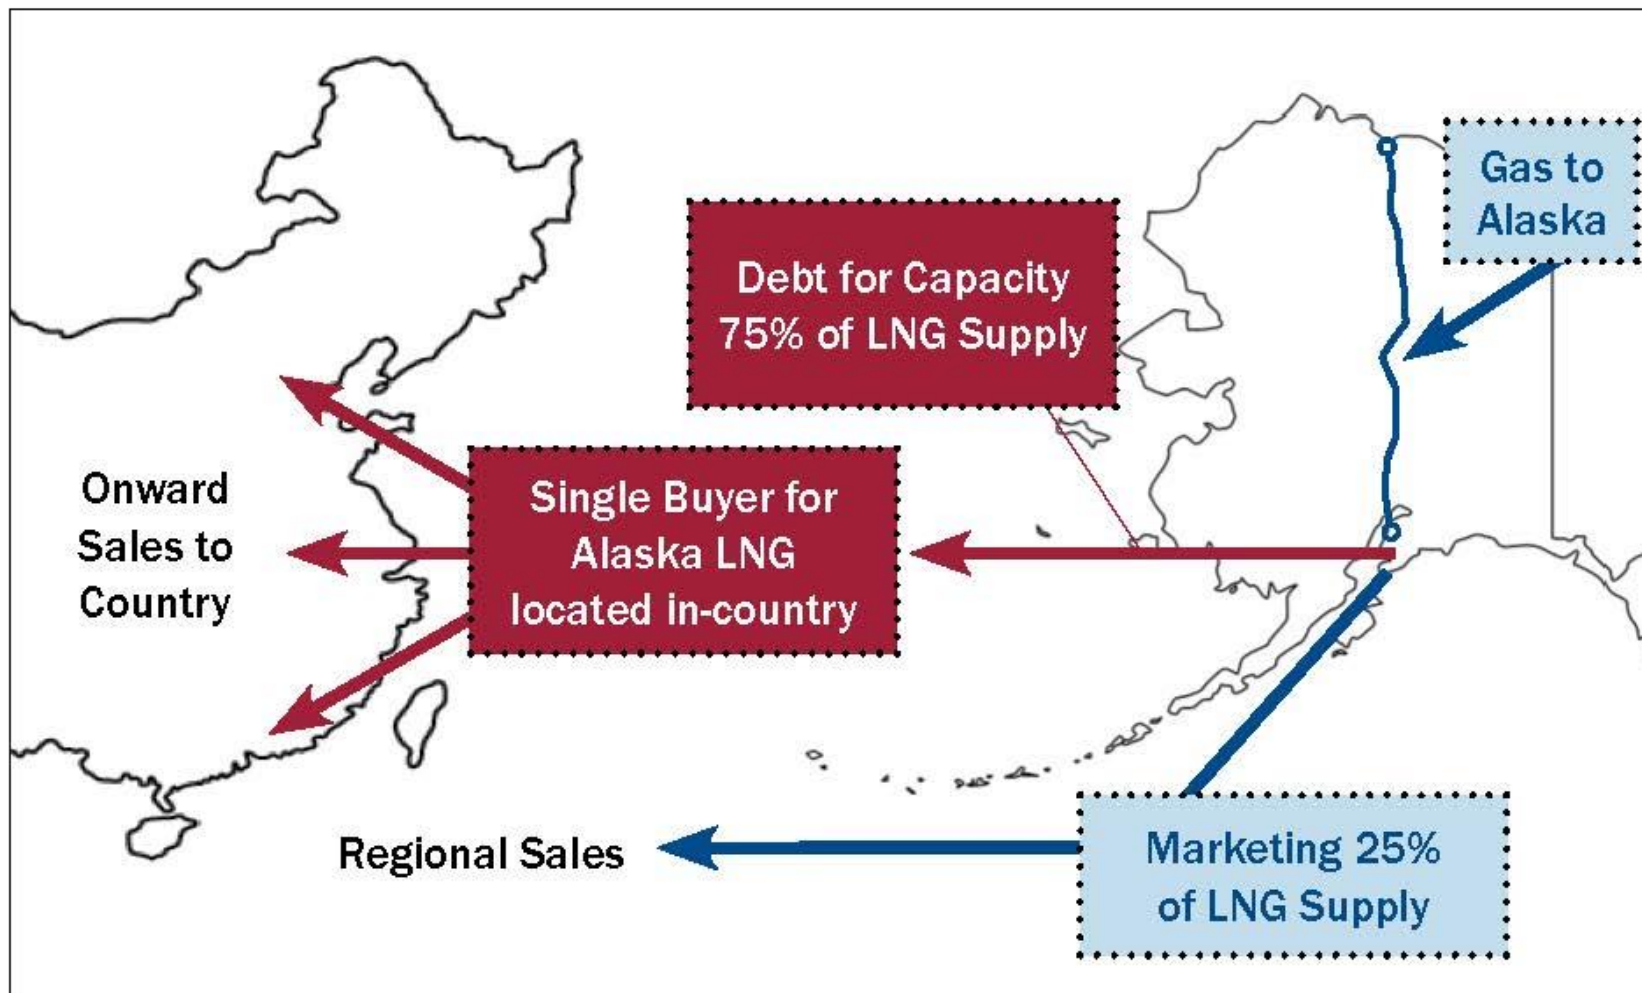 Gas to
Alaska
Debt for Capacity
75% of LNG Supply
Onward
Sales to
Country
Single Buyer for
Alaska LNG
located in-country
Regional Sales
Marketing 25%
of LNG Supply